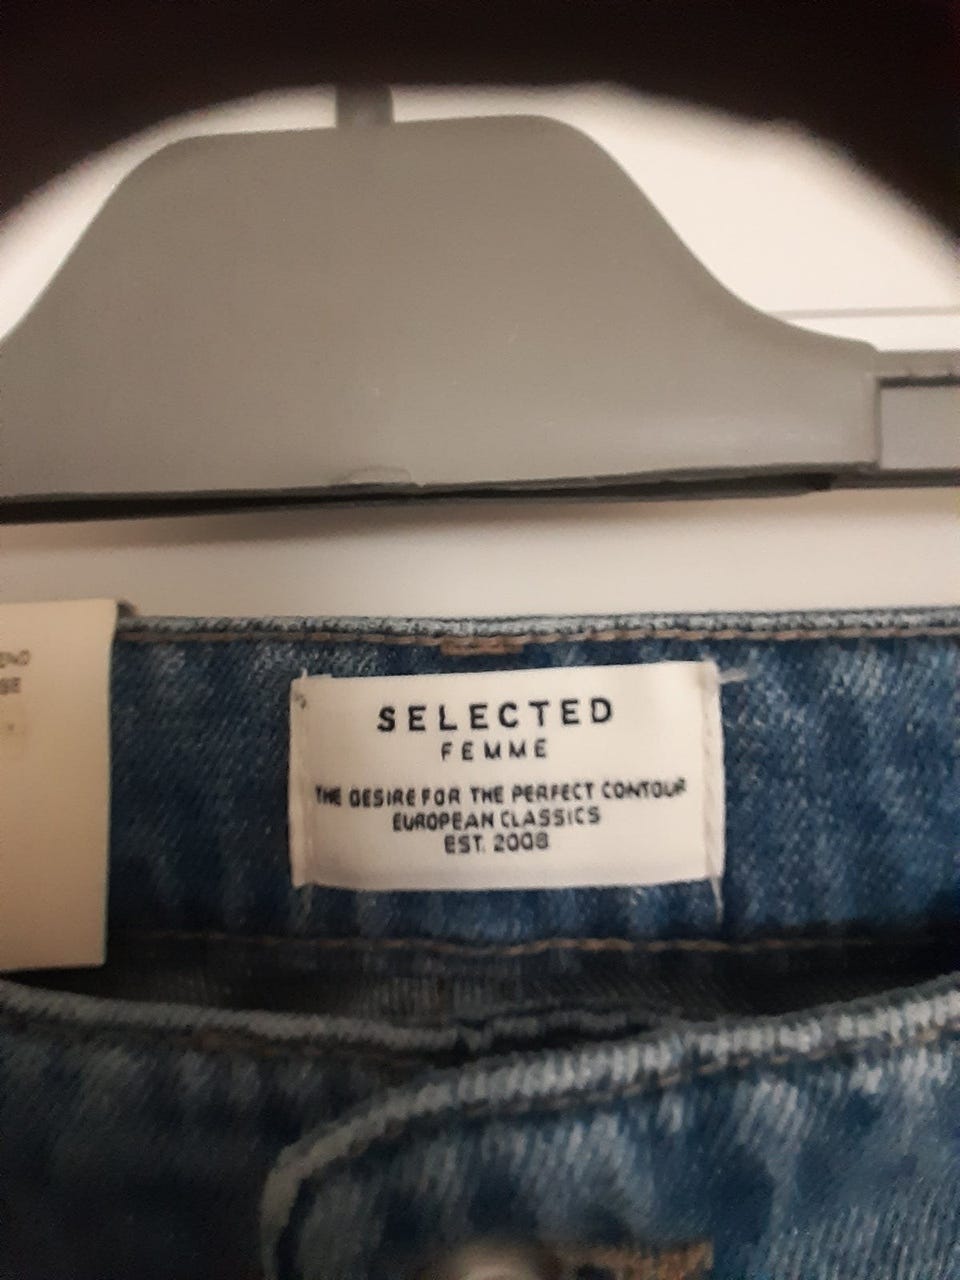 SELECTED
FEMME
THE DESIRE FOR THE PERFECT CONTOUR
EUROPEAN CLASSICS
EST. 2008